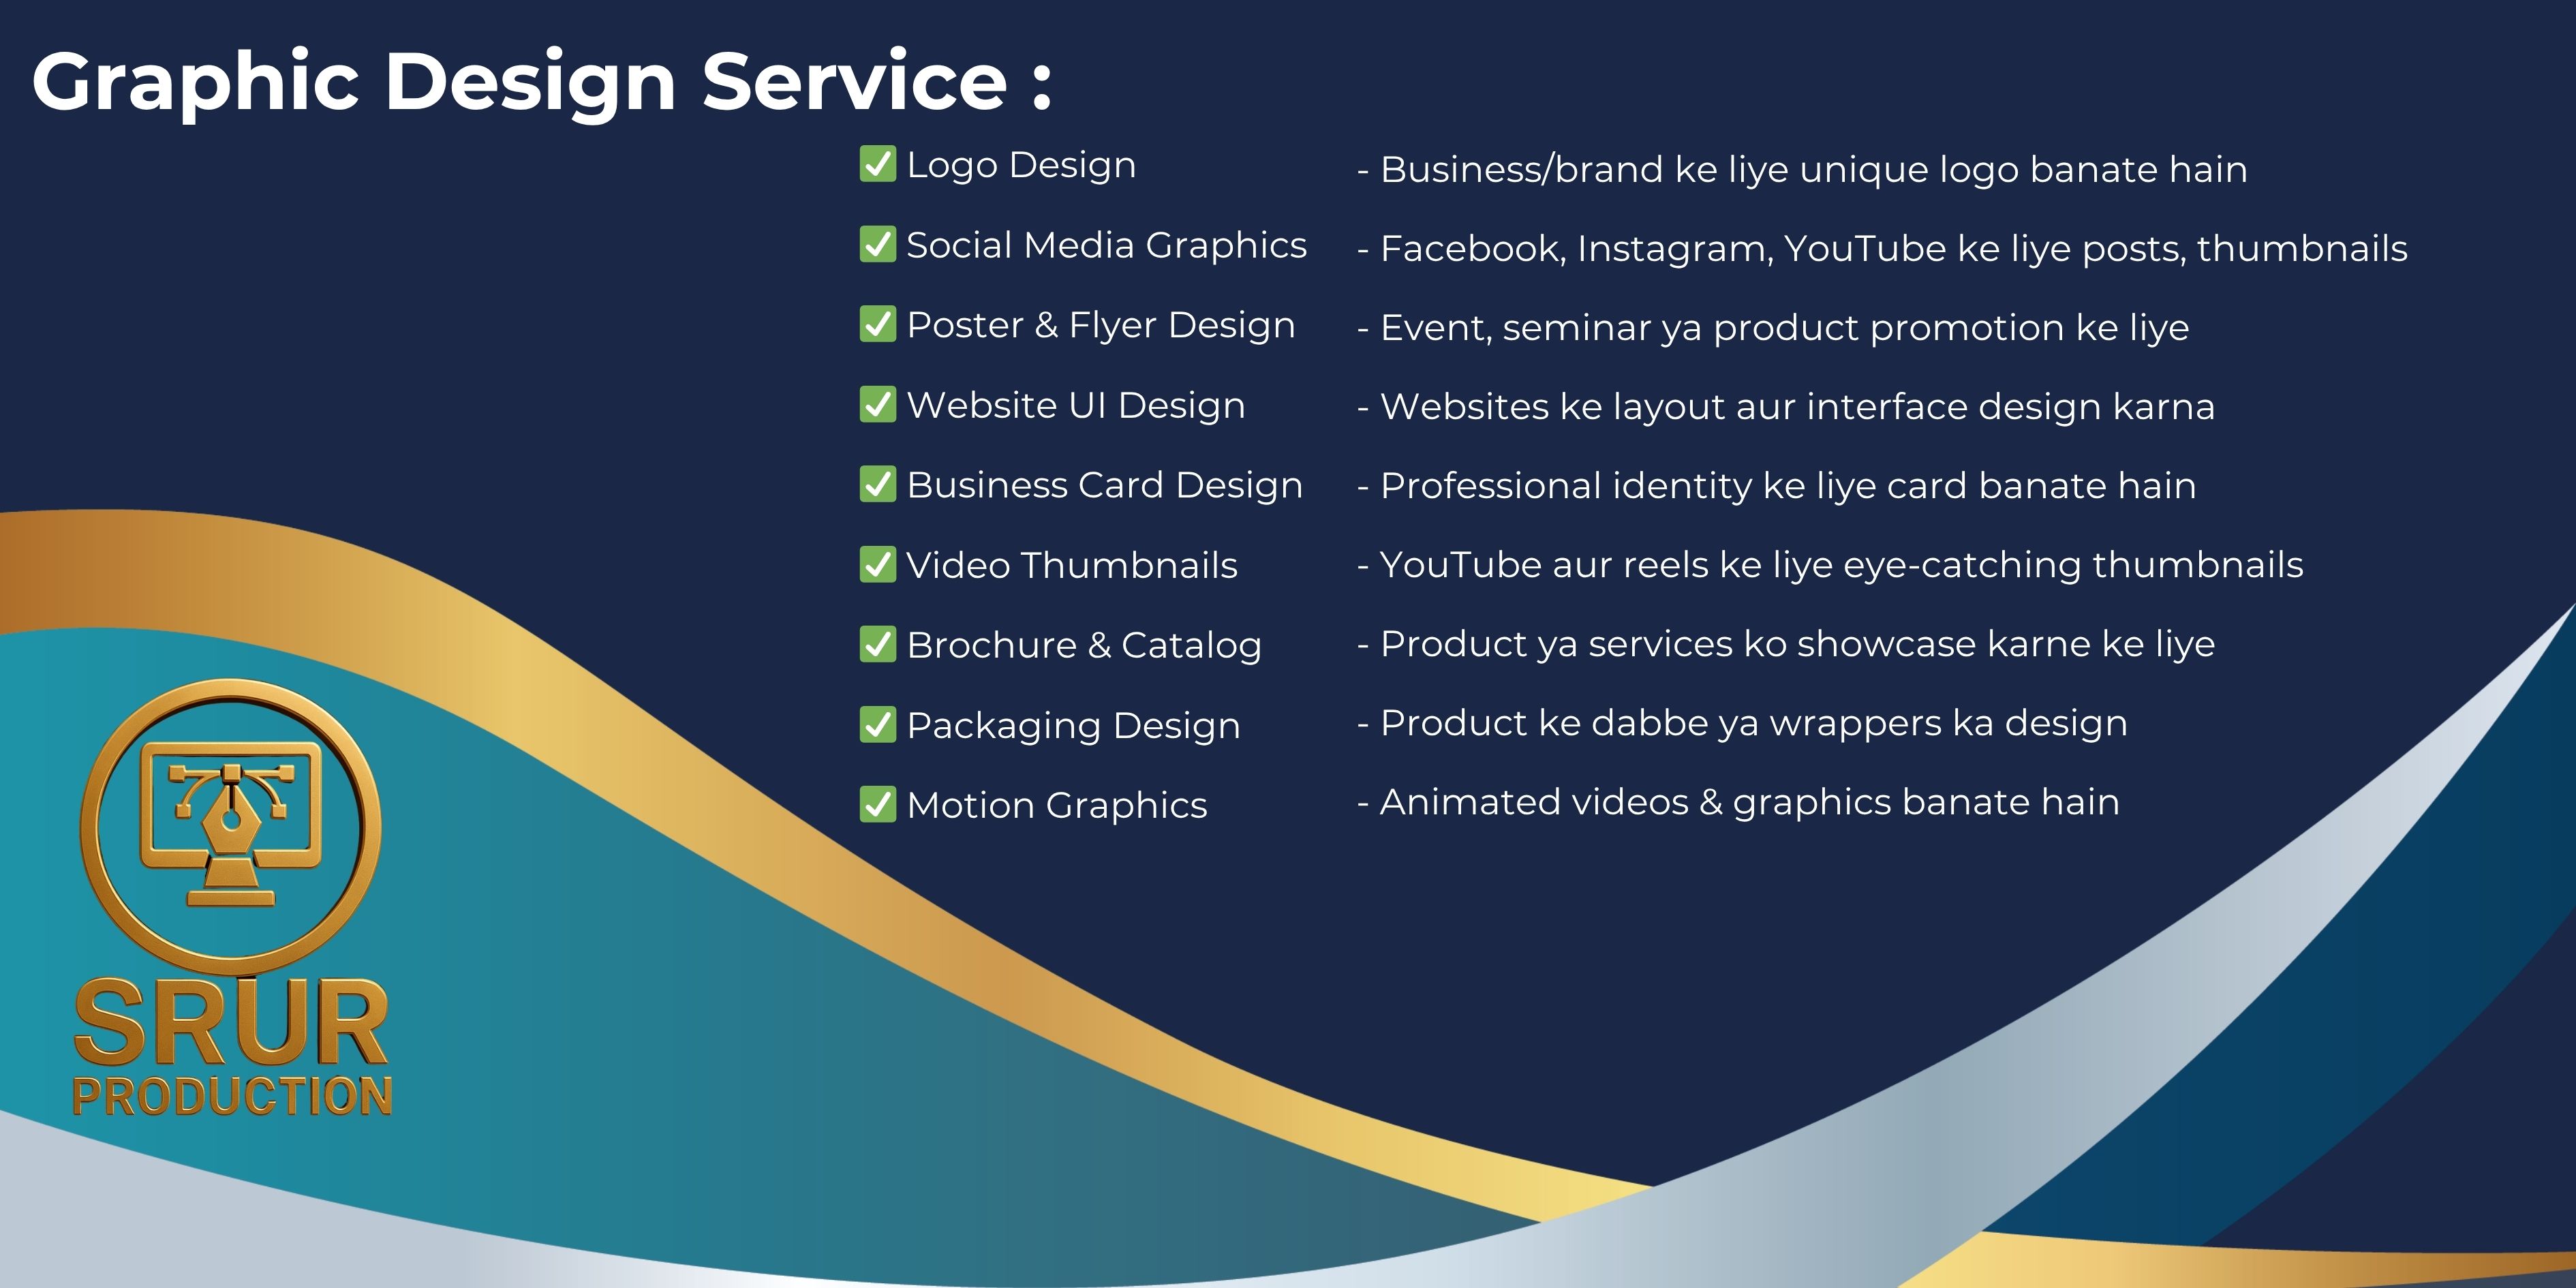 Graphic Design Service :
✅ Logo Design - Business/brand ke liye unique logo banate hain
✅ Social Media Graphics - Facebook, Instagram, YouTube ke liye posts, thumbnails
✅ Poster & Flyer Design - Event, seminar ya product promotion ke liye
✅ Website UI Design - Websites ke layout aur interface design karna
✅ Business Card Design - Professional identity ke liye card banate hain
✅ Video Thumbnails - YouTube aur reels ke liye eye-catching thumbnails
✅ Brochure & Catalog - Product ya services ko showcase karne ke liye
✅ Packaging Design - Product ke dabbe ya wrappers ka design
✅ Motion Graphics - Animated videos & graphics banate hain
SRUR
PRODUCTION